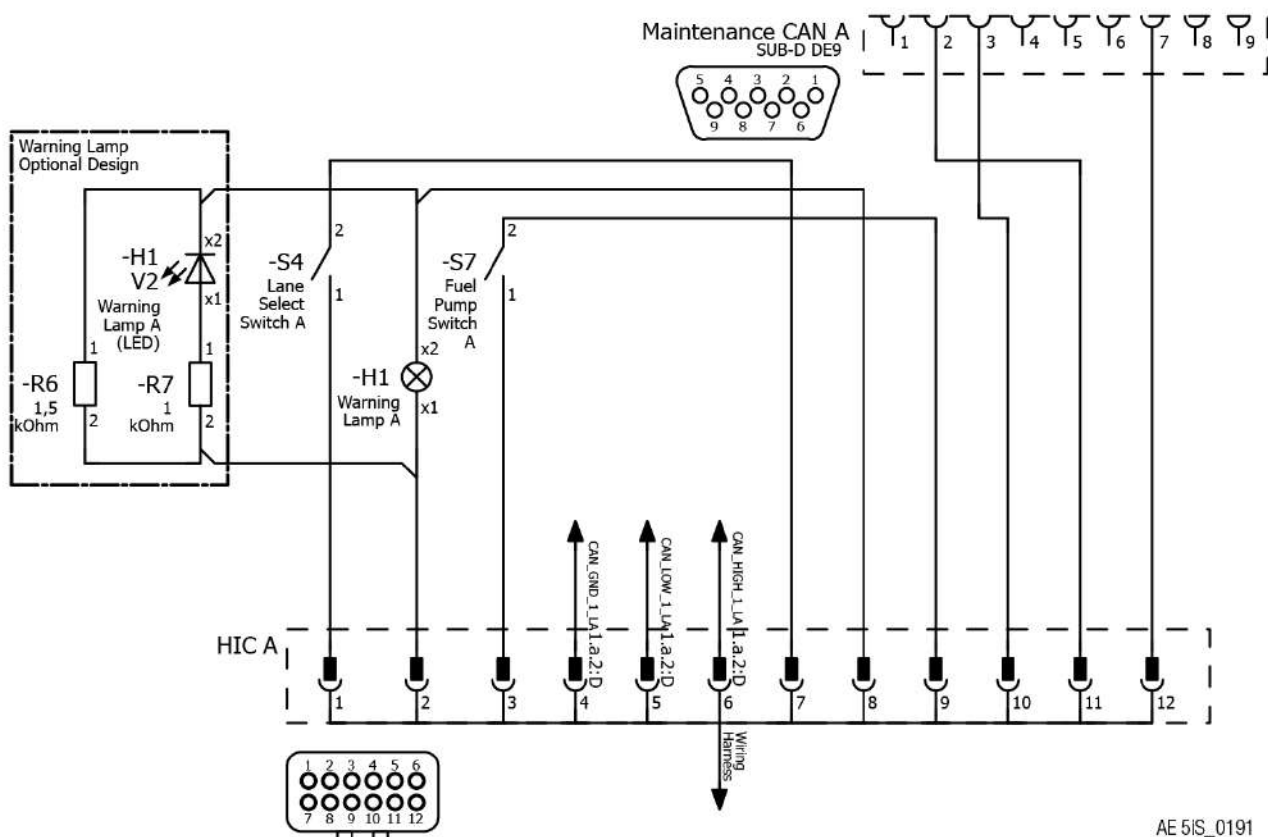 Maintenance CAN A
SUB-D DE9
1 2 3 4 5 6 7 8 9
5 4 3 2 1
9 8 7 6
Warning Lamp
Optional Design
-H1
V2
x2
x1
Warning
Lamp A
(LED)
-R6
1,5
kOhm
1
2
-R7
1
kOhm
1
2
-S4
Lane
Select
Switch A
2
1
-H1
Warning
Lamp A
x2
x1
-S7
Fuel
Pump
Switch
A
2
1
CAN_GND_1_LA
1.a.2:D
CAN_LOW_1_LA
1.a.2:D
CAN_HIGH_1_LA
1.a.2:D
HIC A
1 2 3 4 5 6 7 8 9 10 11 12
Wiring
Harness
1 2 3 4 5 6
7 8 9 10 11 12
AE 5iS_0191